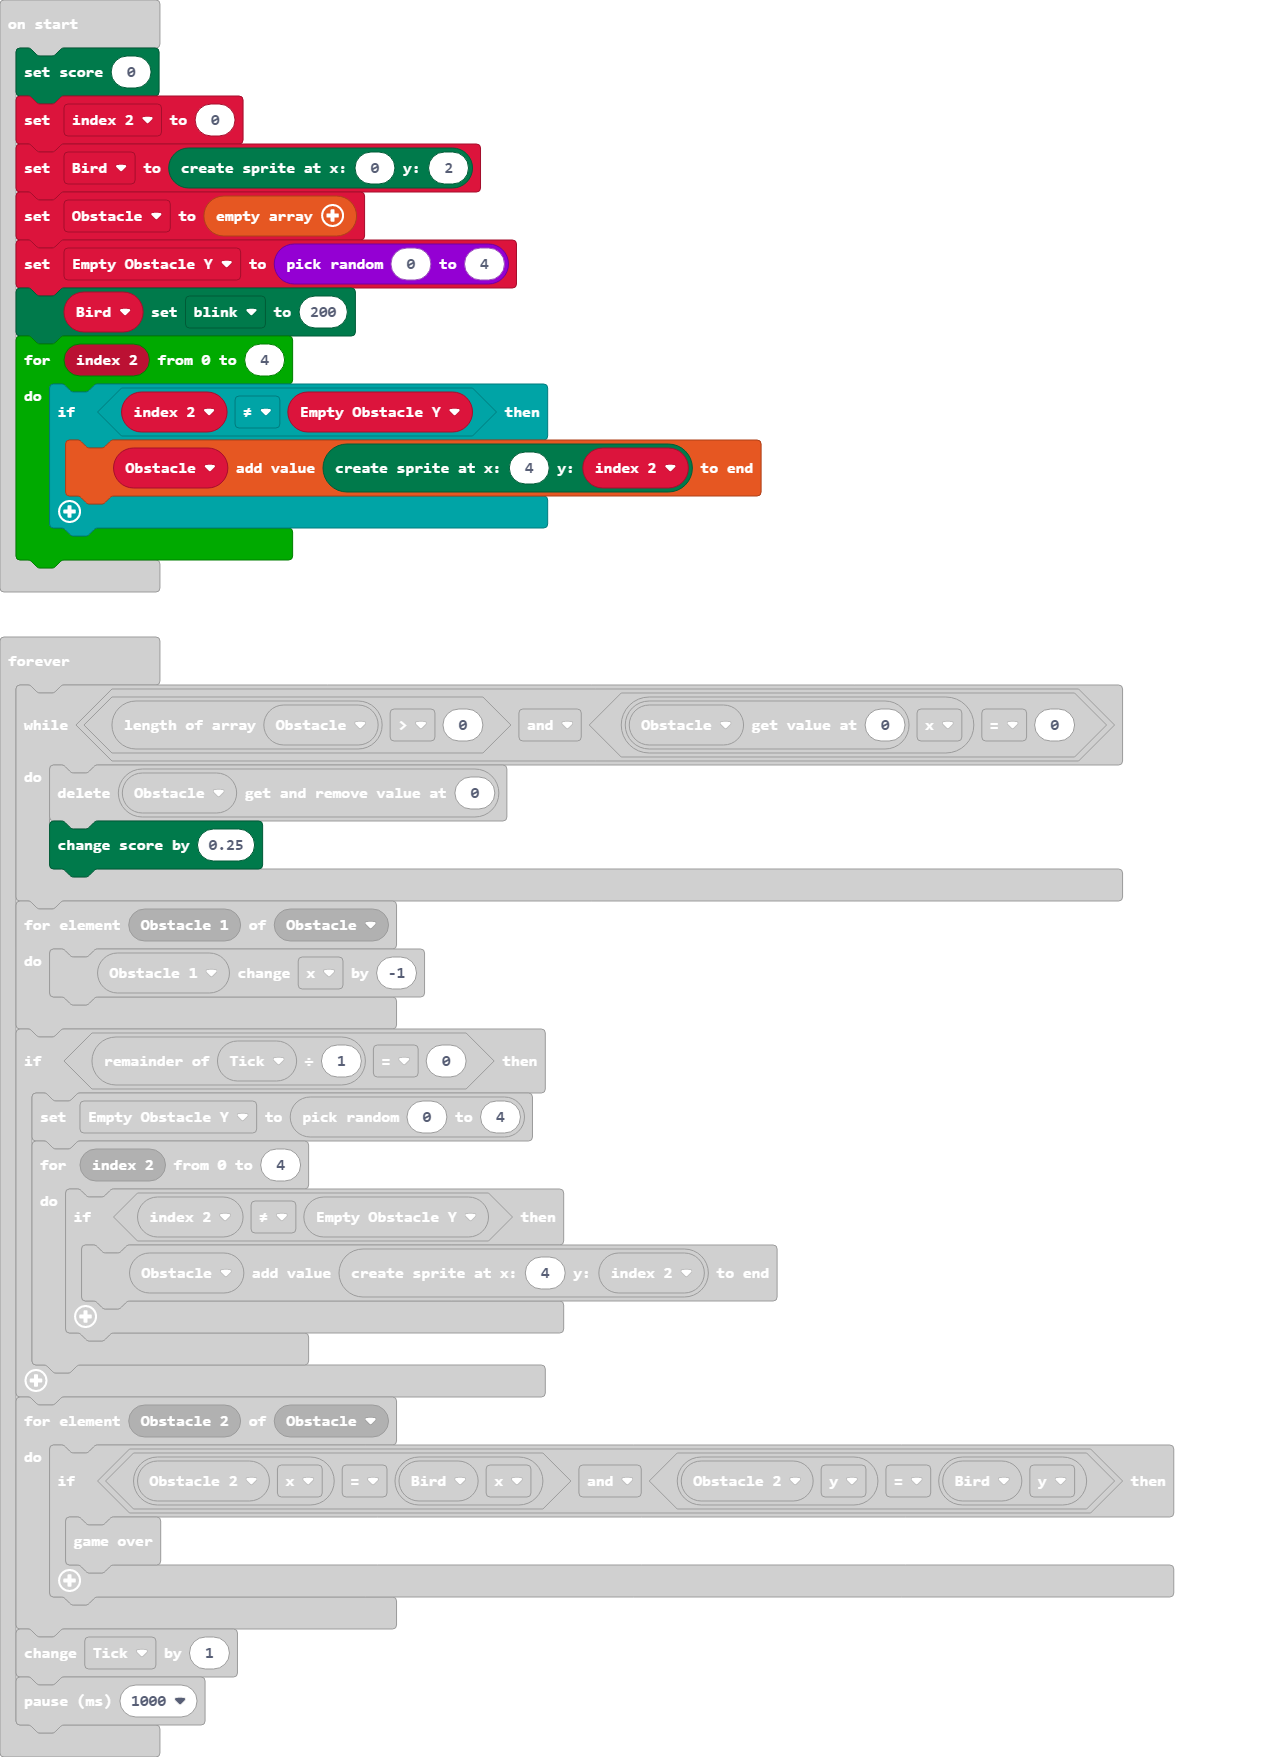 on start
set score 0
set index 2 to 0
set Bird to create sprite at x: 0 y: 2
set Obstacle to empty array
set Empty Obstacle Y to pick random 0 to 4
Bird set blink to 200
for index 2 from 0 to 4
do
if index 2 ≠ Empty Obstacle Y then
Obstacle add value create sprite at x: 4 y: index 2 to end
forever
while length of array Obstacle > 0 and Obstacle get value at 0 x = 0
do
delete Obstacle get and remove value at 0
change score by 0.25
for element Obstacle 1 of Obstacle
do
Obstacle 1 change x by -1
if remainder of Tick ÷ 1 = 0 then
set Empty Obstacle Y to pick random 0 to 4
for index 2 from 0 to 4
do
if index 2 ≠ Empty Obstacle Y then
Obstacle add value create sprite at x: 4 y: index 2 to end
for element Obstacle 2 of Obstacle
do
if Obstacle 2 x = Bird x and Obstacle 2 y = Bird y then
game over
change Tick by 1
pause (ms) 1000